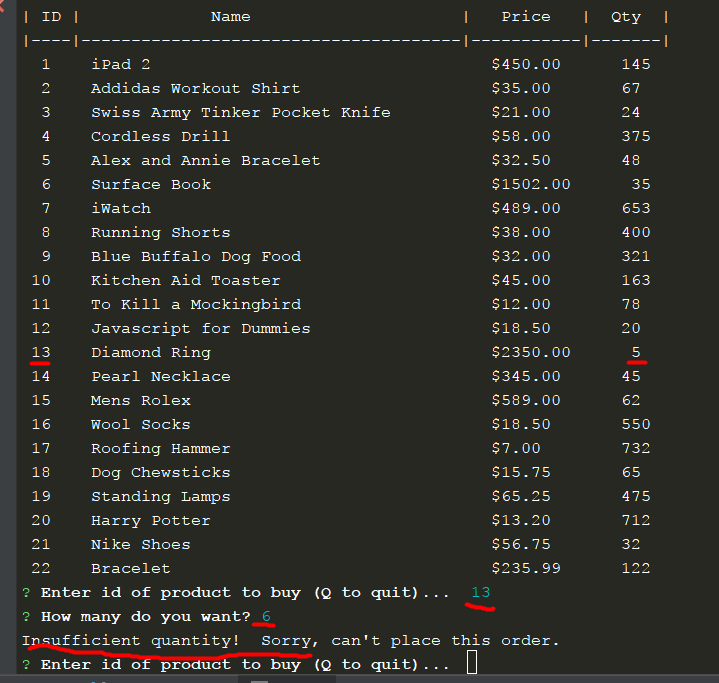 | ID | Name | Price | Qty |
|----|---------------------------------------|-----------|-------|
1 iPad 2 $450.00 145
2 Addidas Workout Shirt $35.00 67
3 Swiss Army Tinker Pocket Knife $21.00 24
4 Cordless Drill $58.00 375
5 Alex and Annie Bracelet $32.50 48
6 Surface Book $1502.00 35
7 iWatch $489.00 653
8 Running Shorts $38.00 400
9 Blue Buffalo Dog Food $32.00 321
10 Kitchen Aid Toaster $45.00 163
11 To Kill a Mockingbird $12.00 78
12 Javascript for Dummies $18.50 20
13 Diamond Ring $2350.00 5
14 Pearl Necklace $345.00 45
15 Mens Rolex $589.00 62
16 Wool Socks $18.50 550
17 Roofing Hammer $7.00 732
18 Dog Chewsticks $15.75 65
19 Standing Lamps $65.25 475
20 Harry Potter $13.20 712
21 Nike Shoes $56.75 32
22 Bracelet $235.99 122
? Enter id of product to buy (Q to quit)... 13
? How many do you want? 6
Insufficient quantity! Sorry, can't place this order.
? Enter id of product to buy (Q to quit)...